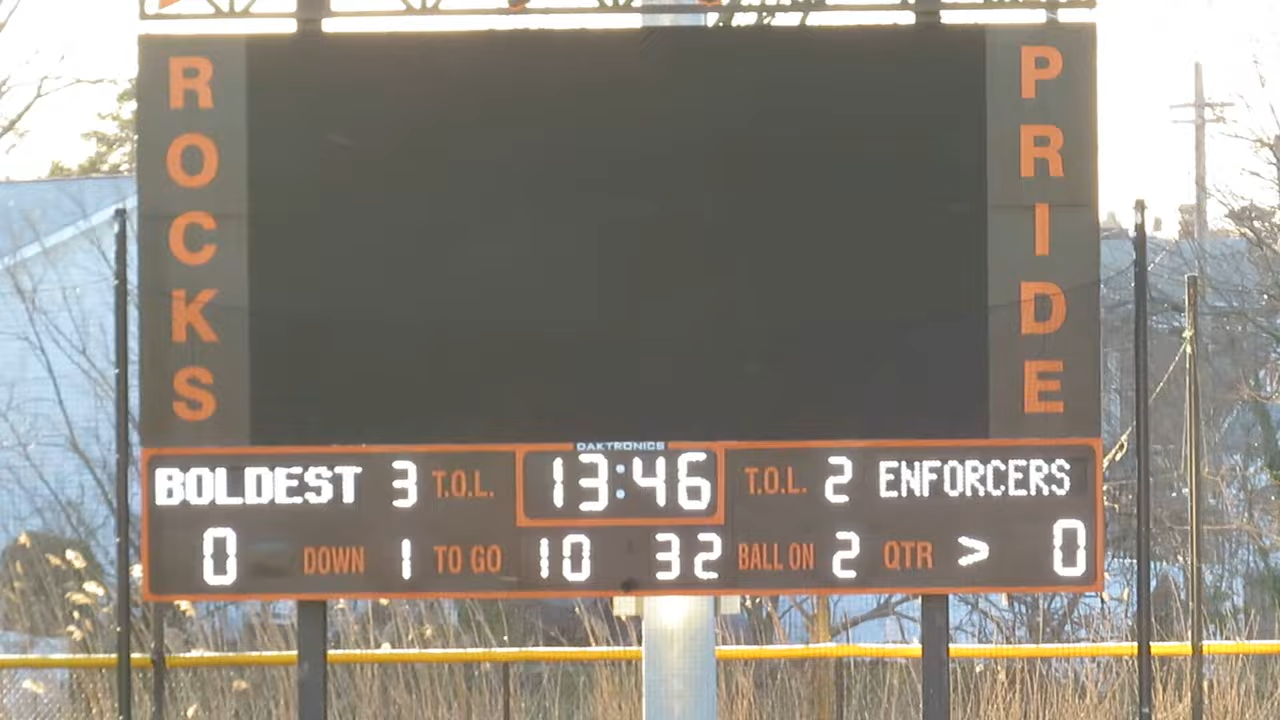 ROCKS
PRIDE
DAKTRONICS
BOLDEST 3 T.O.L. 13:46 T.O.L. 2 ENFORCERS
0 DOWN 1 TO GO 10 32 BALL ON 2 QTR > 0